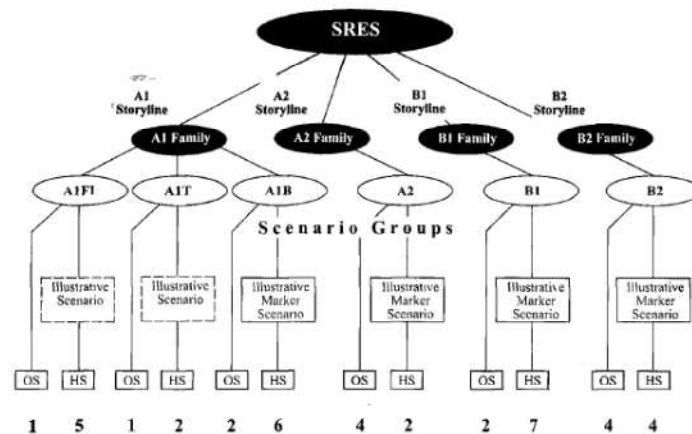 SRES
A1
Storyline
A2
Storyline
B1
Storyline
B2
Storyline
A1 Family
A2 Family
B1 Family
B2 Family
A1FI
A1T
A1B
A2
B1
B2
Scenario Groups
Illustrative
Scenario
Illustrative
Scenario
Illustrative
Marker
Scenario
Illustrative
Marker
Scenario
Illustrative
Marker
Scenario
Illustrative
Marker
Scenario
OS HS OS HS OS HS OS HS OS HS OS HS
1 5 1 2 2 6 4 2 2 7 4 4